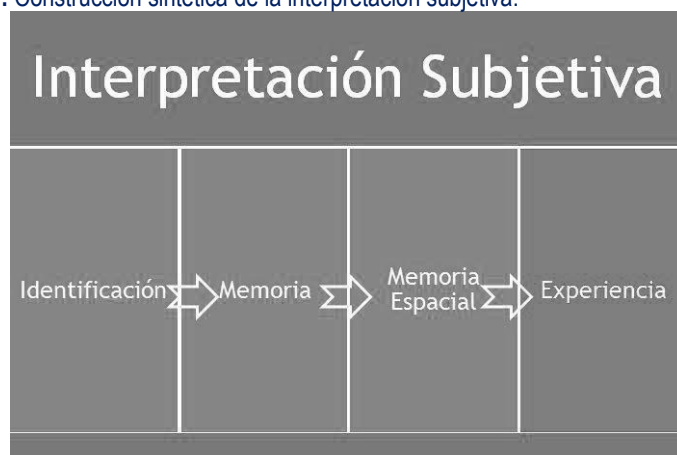 . Construcción sintética de la interpretación subjetiva.
Interpretación Subjetiva
Identificación
Memoria
Memoria
Espacial
Experiencia